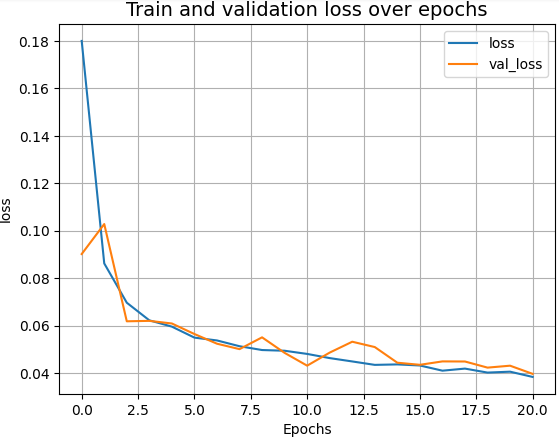 Train and validation loss over epochs
loss
val_loss
0.18
0.16
0.14
0.12
0.10
0.08
0.06
0.04
loss
0.0 2.5 5.0 7.5 10.0 12.5 15.0 17.5 20.0
Epochs